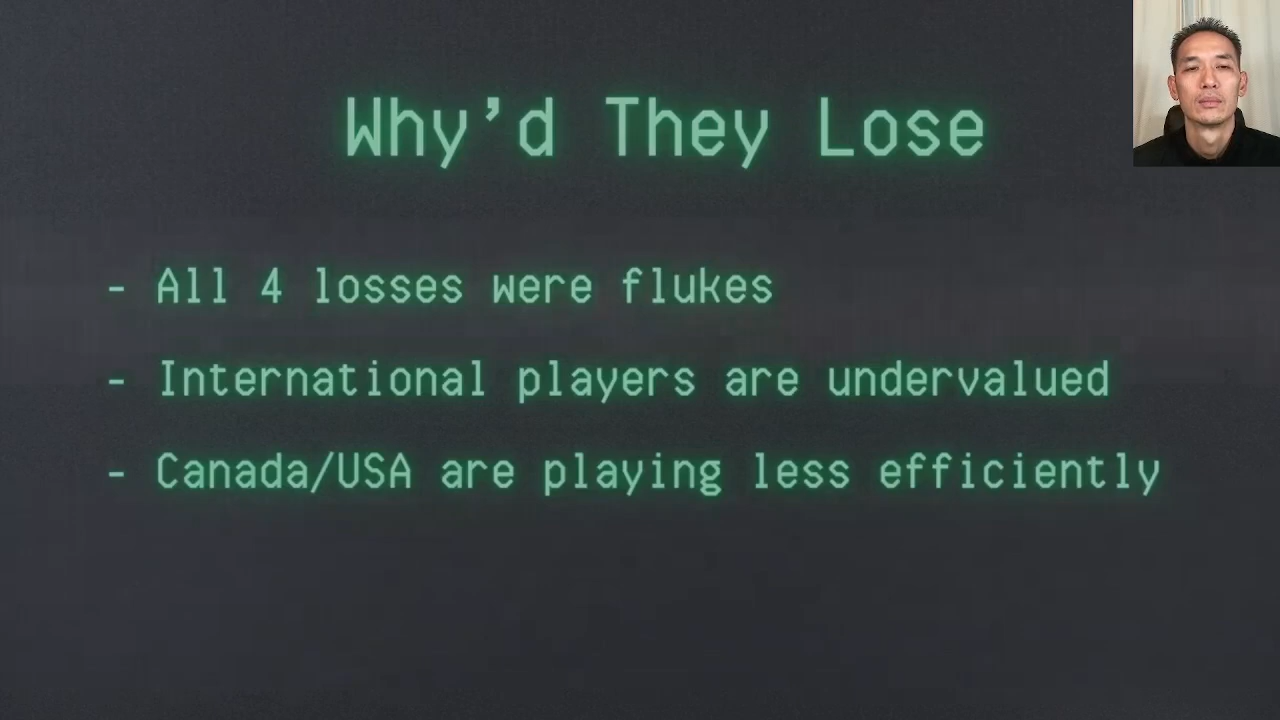 Why’d They Lose
- All 4 losses were flukes
- International players are undervalued
- Canada/USA are playing less efficiently